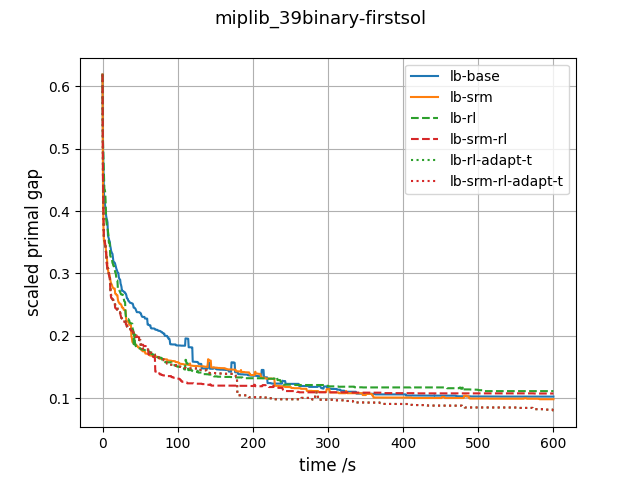 miplib_39binary-firstsol
lb-base
lb-srm
lb-rl
lb-srm-rl
lb-rl-adapt-t
lb-srm-rl-adapt-t
scaled primal gap
0.6
0.5
0.4
0.3
0.2
0.1
0 100 200 300 400 500 600
time /s